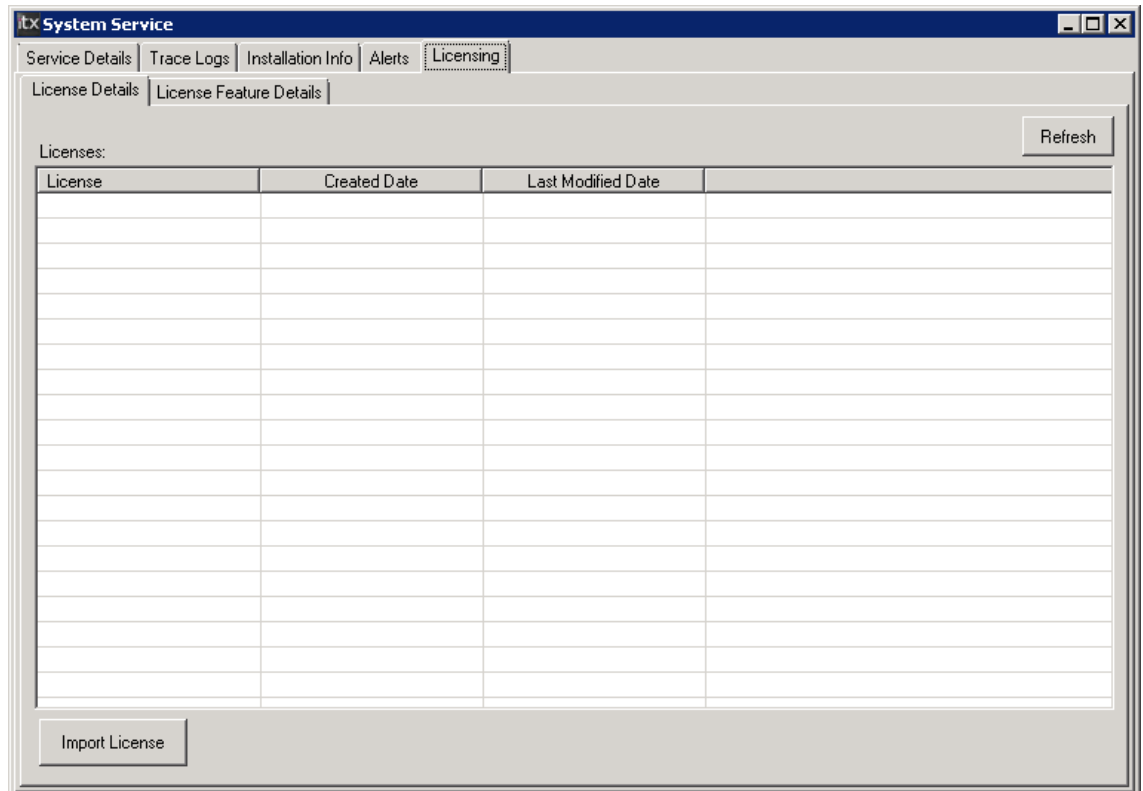 itx System Service
Service Details Trace Logs Installation Info Alerts Licensing
License Details License Feature Details
Refresh
Licenses:
License Created Date Last Modified Date
Import License